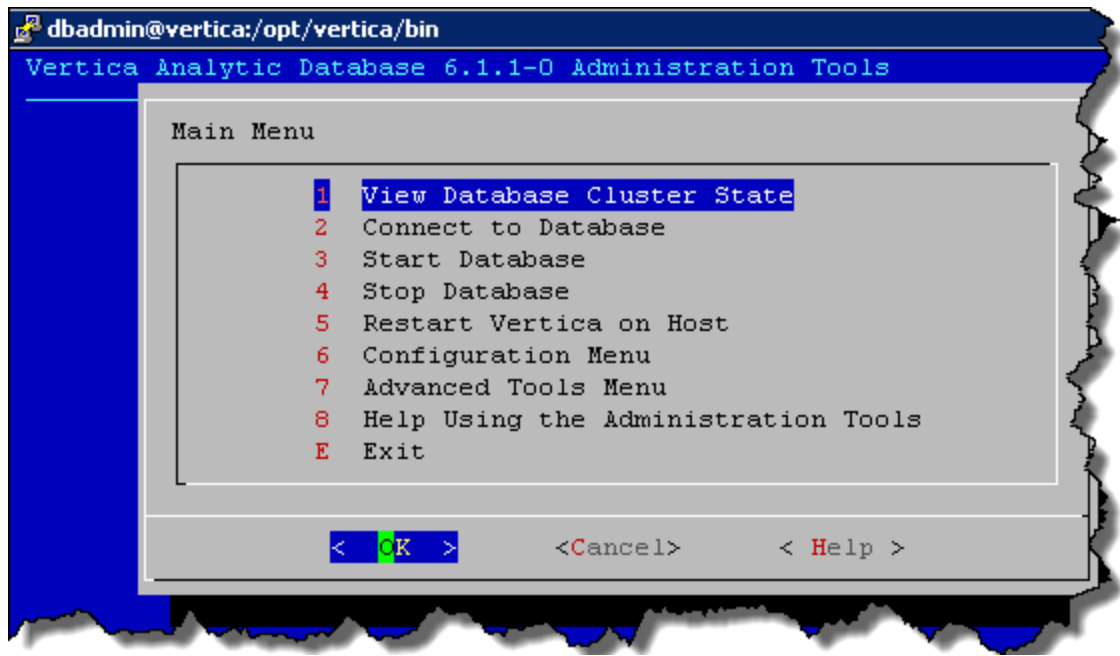 dbadmin@vertica:/opt/vertica/bin
Vertica Analytic Database 6.1.1-0 Administration Tools
Main Menu
1 View Database Cluster State
2 Connect to Database
3 Start Database
4 Stop Database
5 Restart Vertica on Host
6 Configuration Menu
7 Advanced Tools Menu
8 Help Using the Administration Tools
E Exit
< OK > <Cancel> < Help >